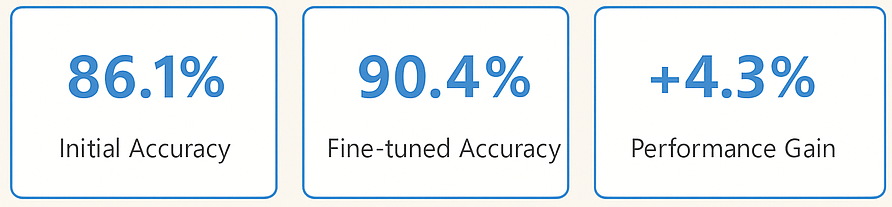 86.1%
Initial Accuracy
90.4%
Fine-tuned Accuracy
+4.3%
Performance Gain